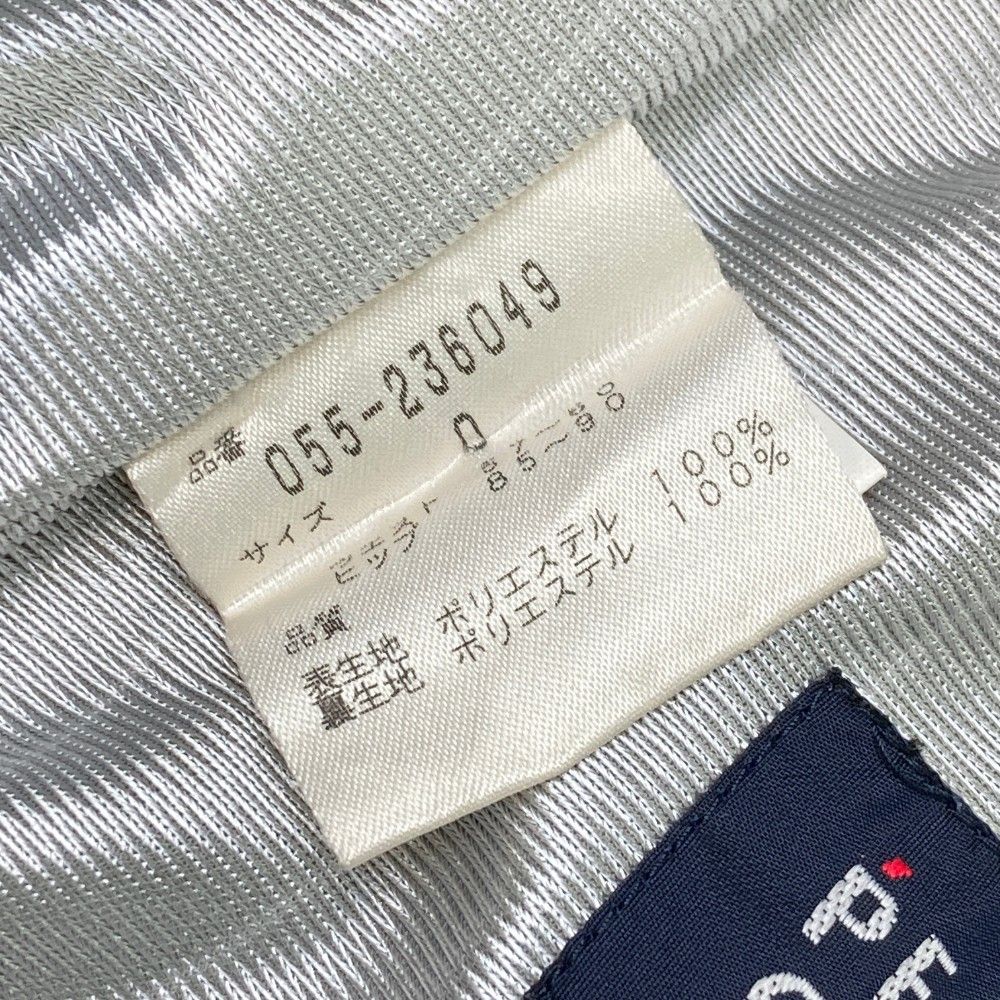 品番 055-236049
サイズ 0
ヒップ 85〜90
品質
表生地 ポリエステル 100%
裏生地 ポリエステル 100%
P.